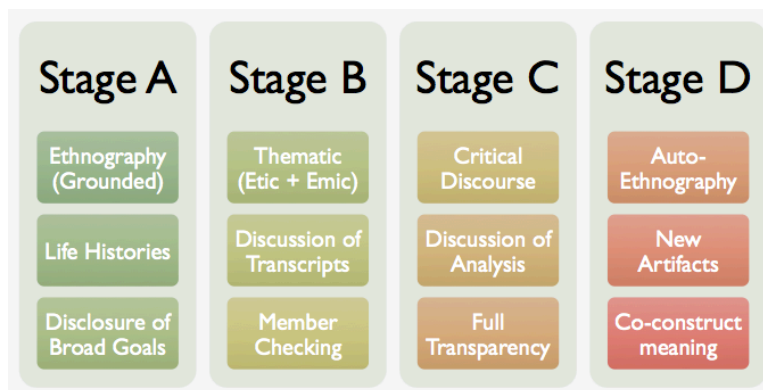 Stage A
Ethnography
(Grounded)
Life Histories
Disclosure of
Broad Goals
Stage B
Thematic
(Etic + Emic)
Discussion of
Transcripts
Member
Checking
Stage C
Critical
Discourse
Discussion of
Analysis
Full
Transparency
Stage D
Auto-
Ethnography
New
Artifacts
Co-construct
meaning